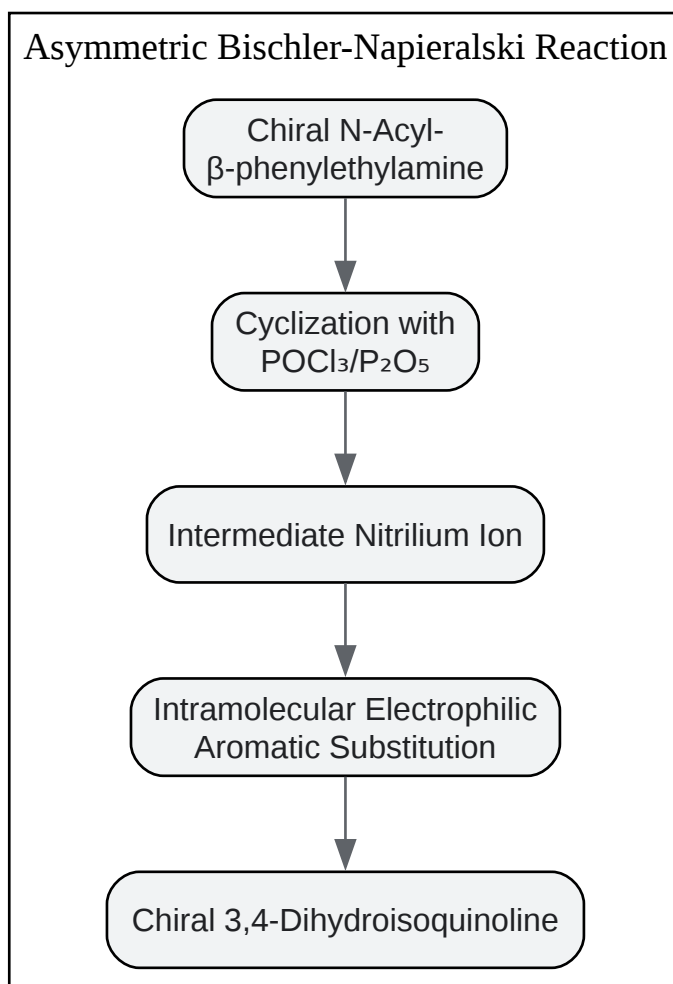 Asymmetric Bischler-Napieralski Reaction
Chiral N-Acyl-
β-phenylethylamine
Cyclization with
POCl₃/P₂O₅
Intermediate Nitrilium Ion
Intramolecular Electrophilic
Aromatic Substitution
Chiral 3,4-Dihydroisoquinoline